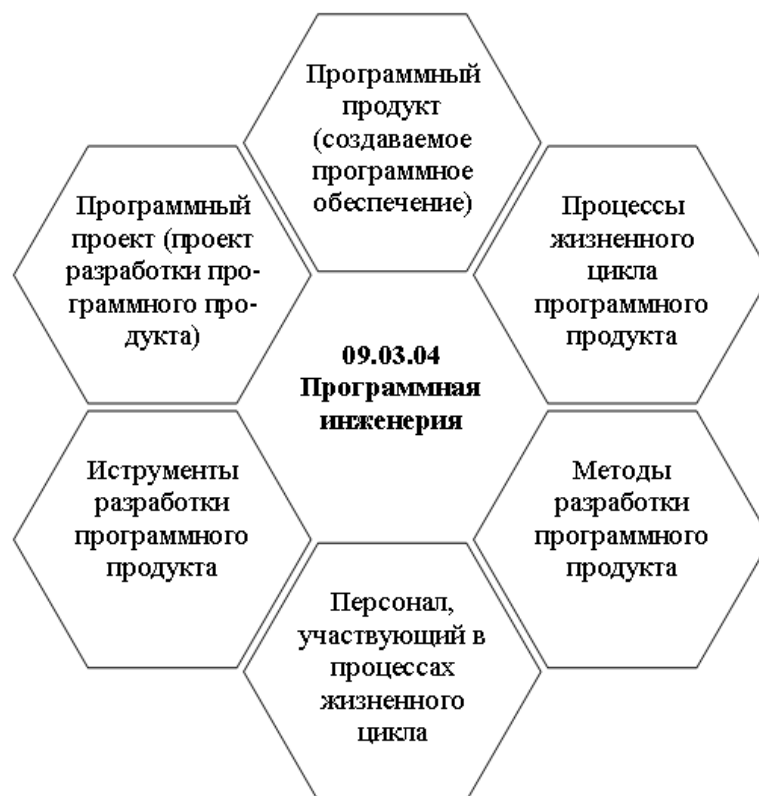 Программный
продукт
(создаваемое
программное
обеспечение)
Программный
проект (проект
разработки про-
граммного про-
дукта)
Процессы
жизненного
цикла
программного
продукта
09.03.04
Программная
инженерия
Иструменты
разработки
программного
продукта
Методы
разработки
программного
продукта
Персонал,
участвующий в
процессах
жизненного
цикла